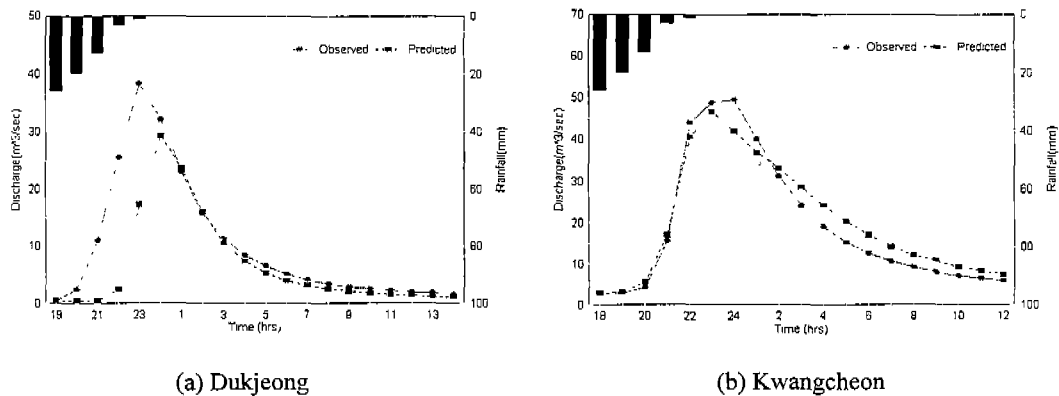 50
40
30
20
10
0
Discharge(m^3/sec)
0
20
40
60
80
100
Rainfall(mm)
Observed Predicted
19 21 23 1 3 5 7 9 11 13
Time (hrs)
(a) Dukjeong
70
60
50
40
30
20
10
0
Discharge(m^3/sec)
0
20
40
60
80
100
Rainfall(mm)
Observed Predicted
18 20 22 24 2 4 6 8 10 12
Time (hrs)
(b) Kwangcheon